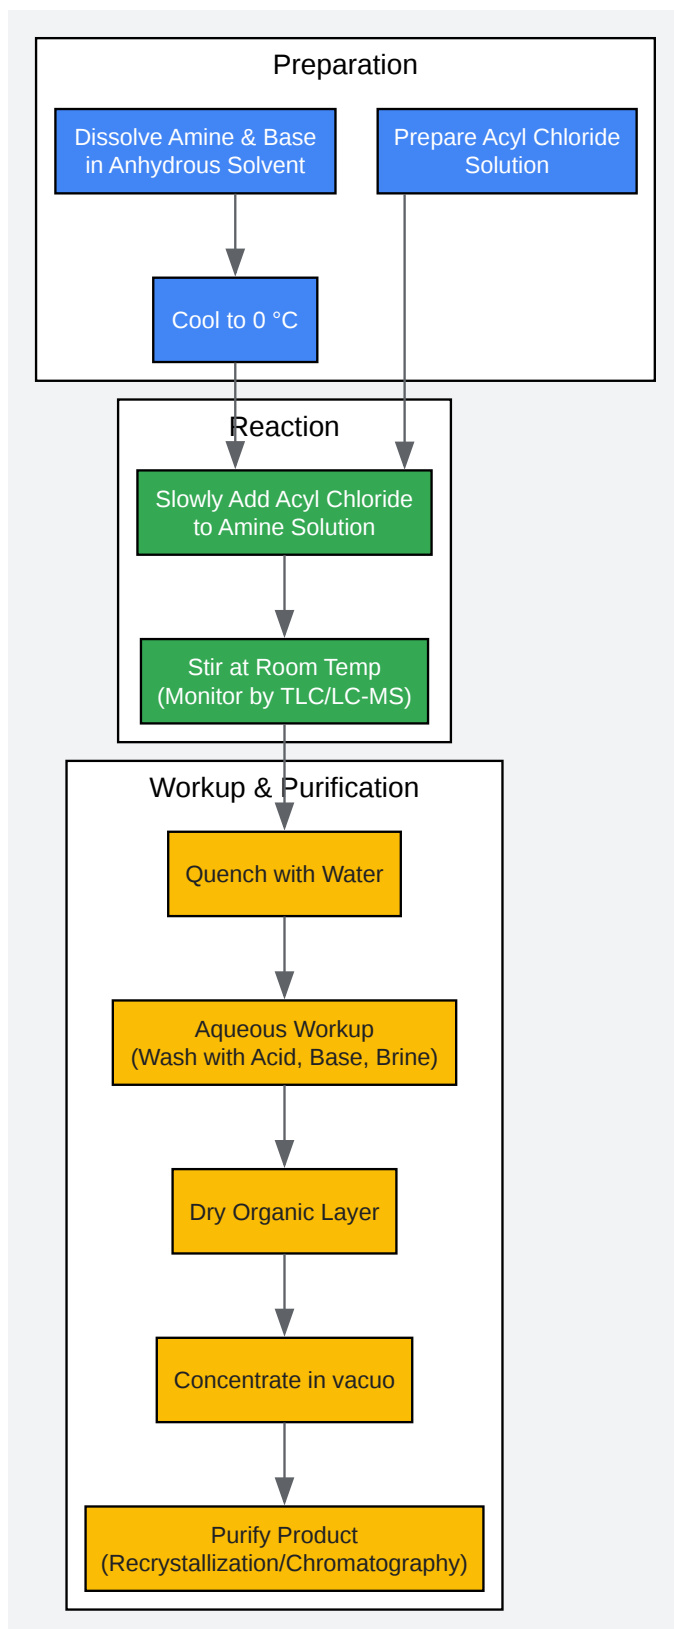 Preparation
Dissolve Amine & Base
in Anhydrous Solvent
Prepare Acyl Chloride
Solution
Cool to 0 °C
Reaction
Slowly Add Acyl Chloride
to Amine Solution
Stir at Room Temp
(Monitor by TLC/LC-MS)
Workup & Purification
Quench with Water
Aqueous Workup
(Wash with Acid, Base, Brine)
Dry Organic Layer
Concentrate in vacuo
Purify Product
(Recrystallization/Chromatography)